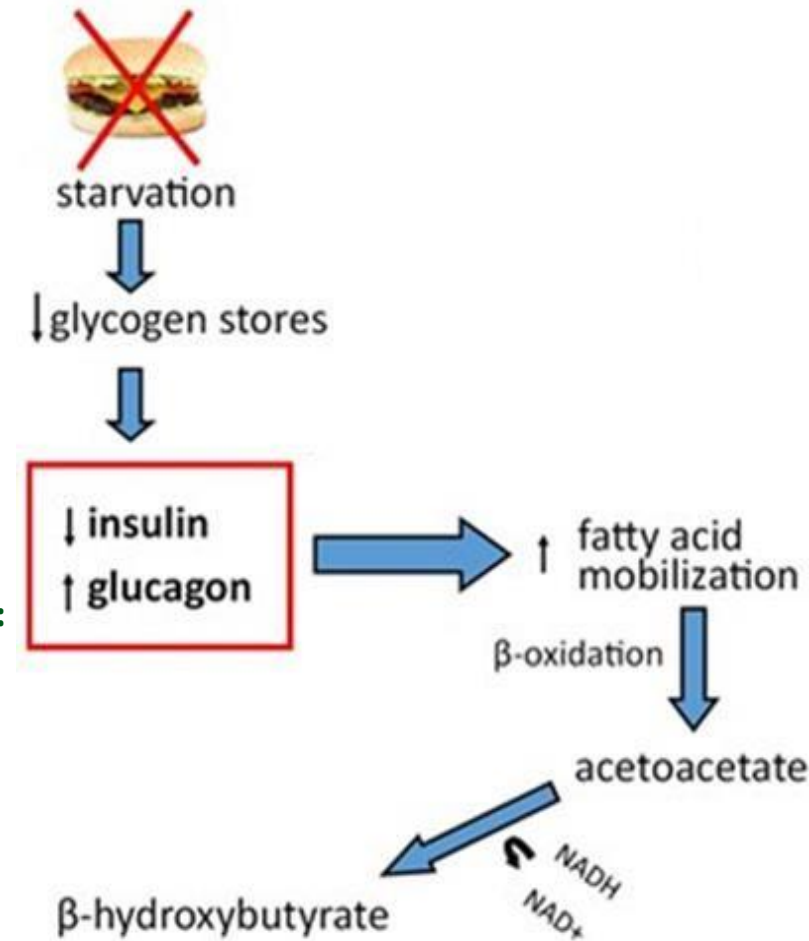 starvation
↓glycogen stores
↓ insulin
↑ glucagon
:
↑ fatty acid
mobilization
β-oxidation
acetoacetate
NADH
NAD+
β-hydroxybutyrate